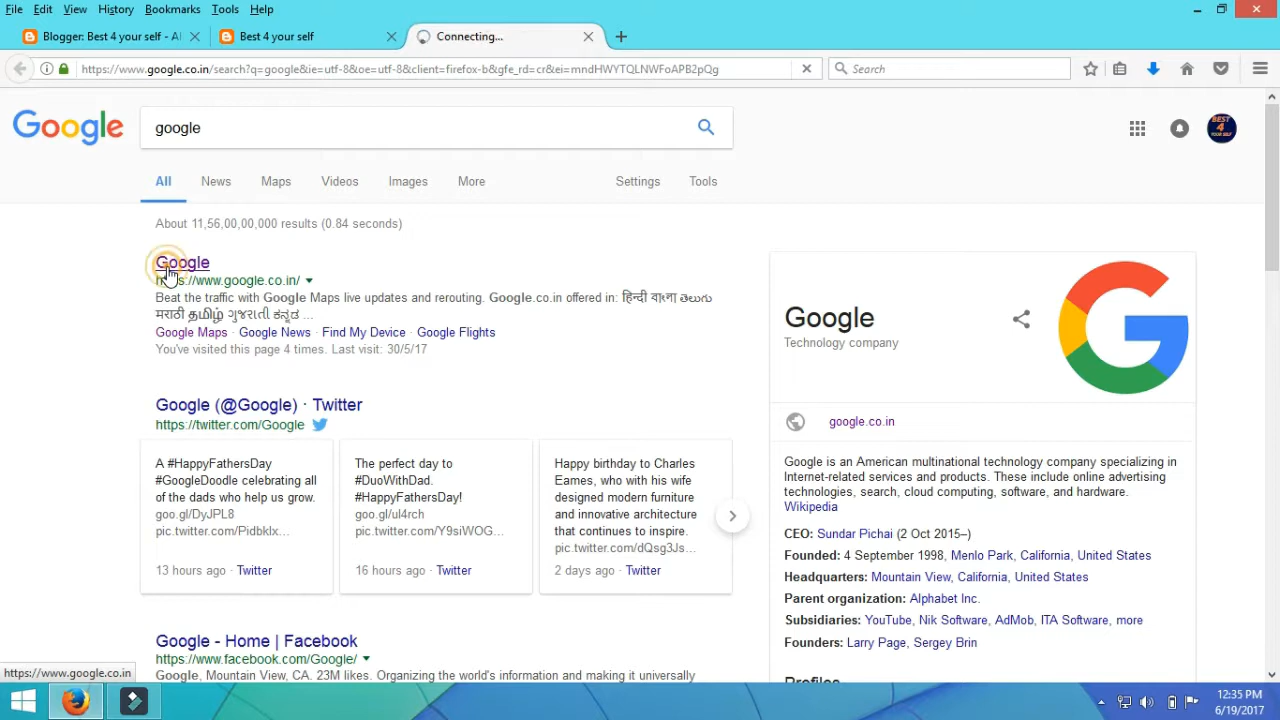 File Edit View History Bookmarks Tools Help
Blogger: Best 4 your self - Al
Best 4 your self
Connecting...
https://www.google.co.in/search?q=google&ie=utf-8&oe=utf-8&client=firefox-b&gfe_rd=cr&ei=mndHWYTQLNWFoAPB2pQg
Search
Google
google
BEST 4 YOUR SELF
All News Maps Videos Images More Settings Tools
About 11,56,00,00,000 results (0.84 seconds)
Google
https://www.google.co.in/
Beat the traffic with Google Maps live updates and rerouting. Google.co.in offered in: हिन्दी বাংলা తెలుగు
मराठी தமிழ் ગુજરાતી ಕನ್ನಡ ...
Google Maps · Google News · Find My Device · Google Flights
You've visited this page 4 times. Last visit: 30/5/17
Google (@Google) · Twitter
https://twitter.com/Google
A #HappyFathersDay
#GoogleDoodle celebrating all
of the dads who help us grow.
goo.gl/DyJPL8
pic.twitter.com/Pidbklx...
13 hours ago · Twitter
The perfect day to
#DuoWithDad.
#HappyFathersDay!
goo.gl/ul4rch
pic.twitter.com/Y9siWOG...
16 hours ago · Twitter
Happy birthday to Charles
Eames, who with his wife
designed modern furniture
and innovative architecture
that continues to inspire.
pic.twitter.com/dQsg3Js...
2 days ago · Twitter
Google - Home | Facebook
https://www.facebook.com/Google/
Google, Mountain View, CA. 23M likes. Organizing the world's information and making it universally
Google
Technology company
google.co.in
Google is an American multinational technology company specializing in
Internet-related services and products. These include online advertising
technologies, search, cloud computing, software, and hardware.
Wikipedia
CEO: Sundar Pichai (2 Oct 2015–)
Founded: 4 September 1998, Menlo Park, California, United States
Headquarters: Mountain View, California, United States
Parent organization: Alphabet Inc.
Subsidiaries: YouTube, Nik Software, AdMob, ITA Software, more
Founders: Larry Page, Sergey Brin
Profiles
https://www.google.co.in
12:35 PM
6/19/2017